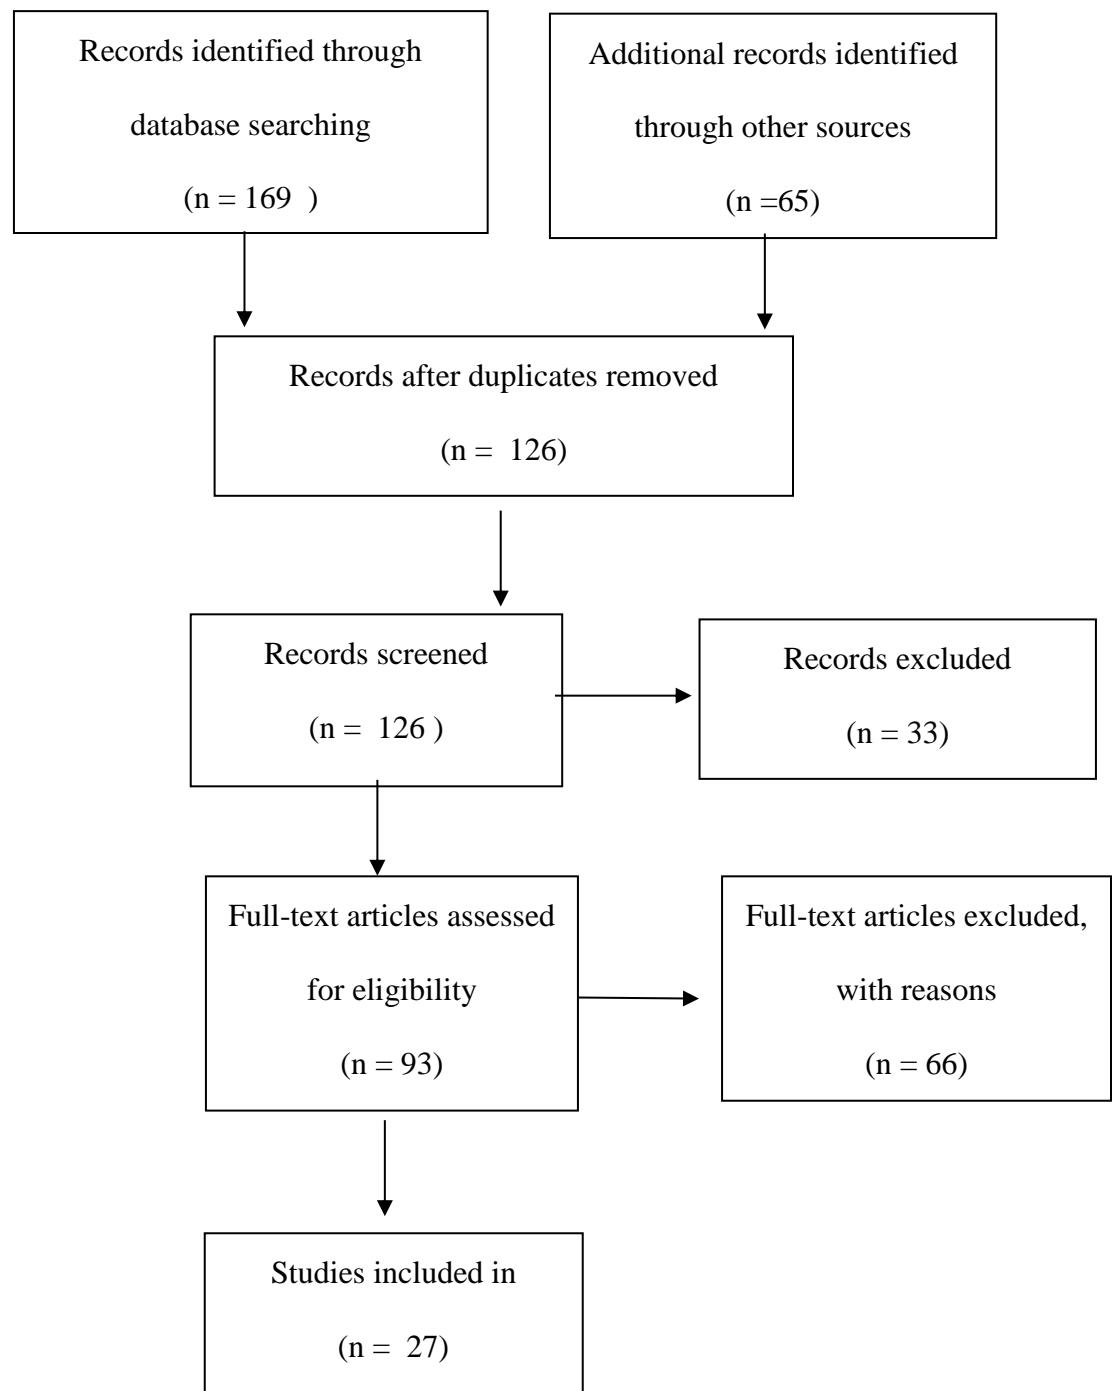 Records identified through
database searching
(n = 169  )
Additional records identified
through other sources
(n =65)
Records after duplicates removed
(n =  126)
Records screened
(n =  126 )
Records excluded
(n = 33)
Full-text articles assessed
for eligibility
(n = 93)
Full-text articles excluded,
with reasons
(n = 66)
Studies included in
(n =  27)